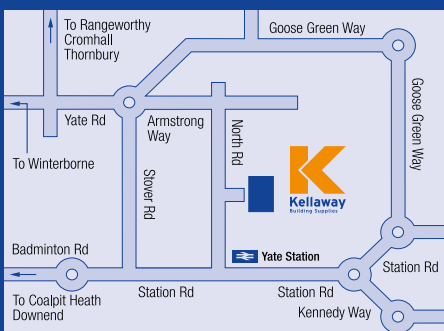 To Rangeworthy
Cromhall
Thornbury
Goose Green Way
Goose Green Way
Yate Rd
Armstrong
Way
North Rd
To Winterborne
Stover Rd
Kellaway
Building Supplies
Badminton Rd
Yate Station
Station Rd
To Coalpit Heath
Downend
Station Rd
Station Rd
Kennedy Way